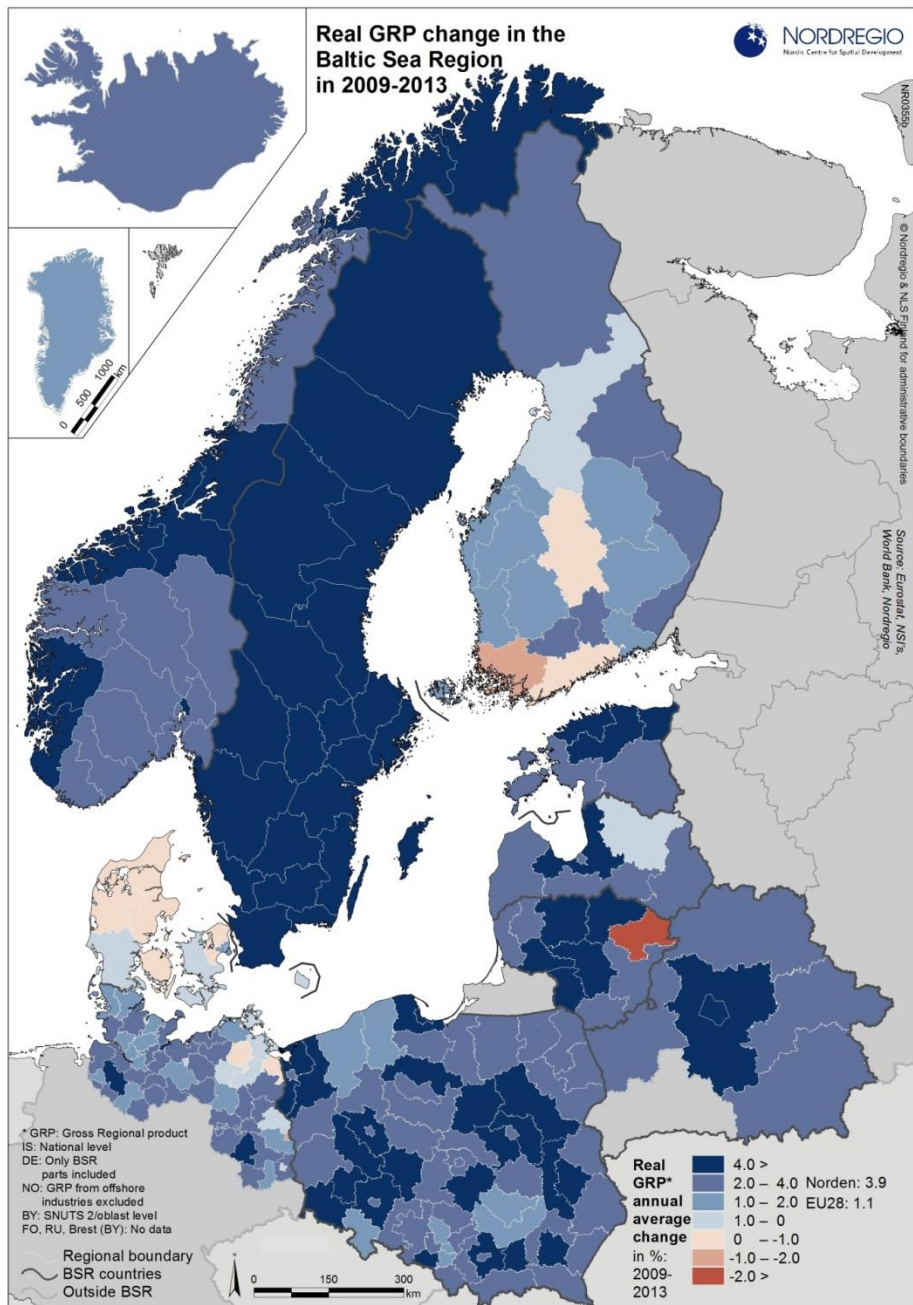 Real GRP change in the
Baltic Sea Region
in 2009-2013
NORDREGIO
Nordic Centre for Spatial Development
NR0355b
© Nordregio & NLS Finland for administrative boundaries
Source: Eurostat, NSI's,
World Bank, Nordregio
0 500 1000
km
* GRP: Gross Regional product
IS: National level
DE: Only BSR
parts included
NO: GRP from offshore
industries excluded
BY: SNUTS 2/oblast level
FO, RU, Brest (BY): No data
Regional boundary
BSR countries
Outside BSR
N
0 150 300
km
Real
GRP*
annual
average
change
in %:
2009-
2013
4.0 >
2.0 – 4.0
1.0 – 2.0
1.0 – 0
0 – -1.0
-1.0 – -2.0
-2.0 >
Norden: 3.9
EU28: 1.1